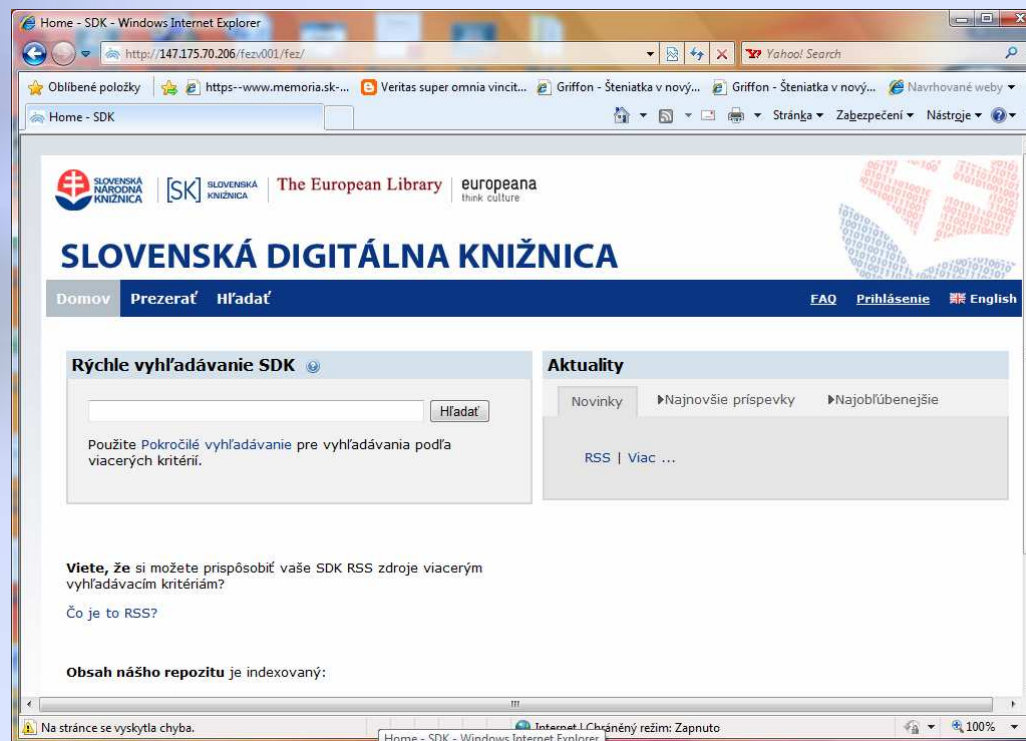 Home - SDK - Windows Internet Explorer
http://147.175.70.206/fezv001/fez/
Yahoo! Search
Oblíbené položky
https--www.memoria.sk-...
Veritas super omnia vincit...
Griffon - Šteniatka v nový...
Griffon - Šteniatka v nový...
Navrhované weby
Home - SDK
Stránka
Zabezpečení
Nástroje
SLOVENSKÁ
NÁRODNÁ
KNIŽNICA
[SK]
SLOVENSKÁ
KNIŽNICA
The European Library
europeana
think culture
SLOVENSKÁ DIGITÁLNA KNIŽNICA
Domov Prezerať Hľadať FAQ Prihlásenie English
Rýchle vyhľadávanie SDK
Hľadať
Použite Pokročilé vyhľadávanie pre vyhľadávania podľa
viacerých kritérií.
Aktuality
Novinky Najnovšie príspevky Najobľúbenejšie
RSS | Viac ...
Viete, že si možete prispôsobiť vaše SDK RSS zdroje viacerým
vyhľadávacím kritériám?
Čo je to RSS?
Obsah nášho repozitu je indexovaný:
Na stránce se vyskytla chyba.
Internet | Chráněný režim: Zapnuto
100%
Home - SDK - Windows Internet Explorer